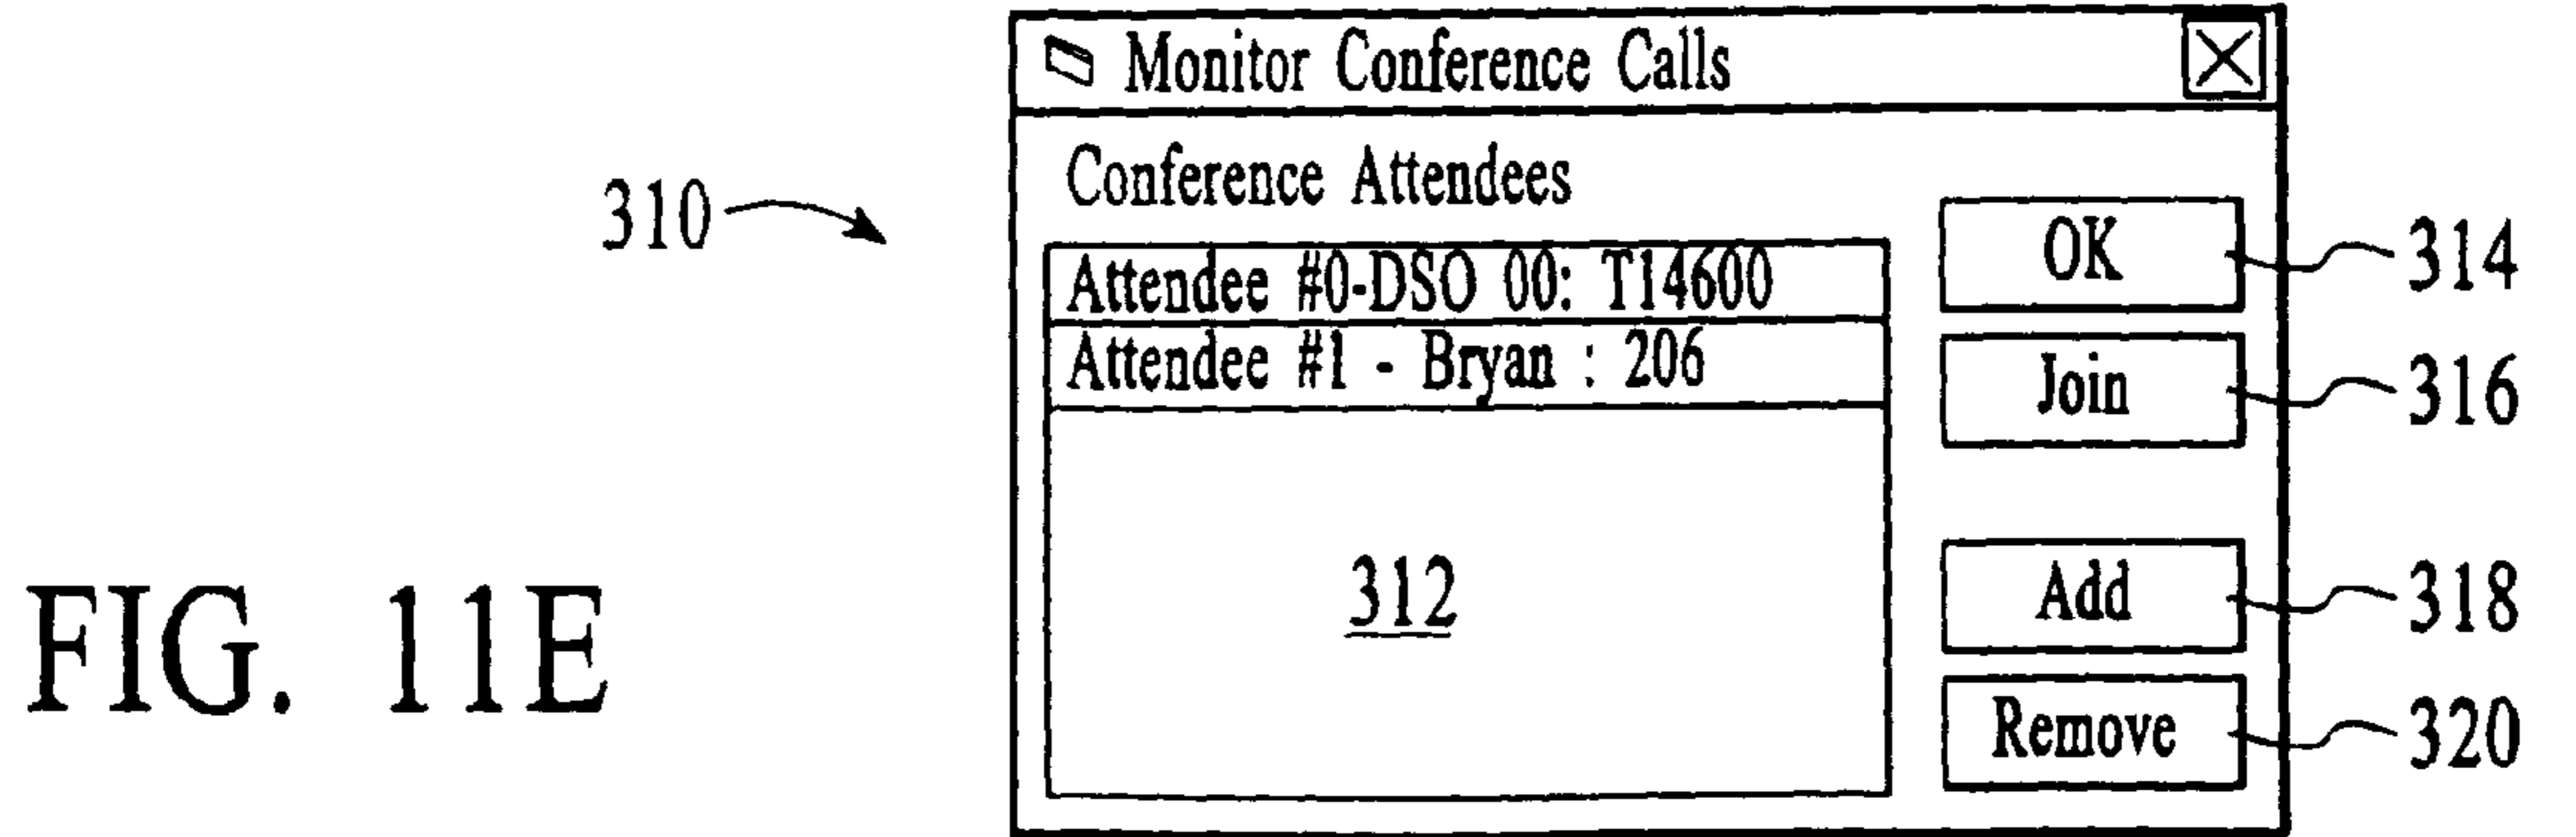 Monitor Conference Calls
Conference Attendees
310
Attendee #0-DSO 00: T14600
Attendee #1 - Bryan : 206
312
OK
314
Join
316
Add
318
Remove
320
FIG. 11E